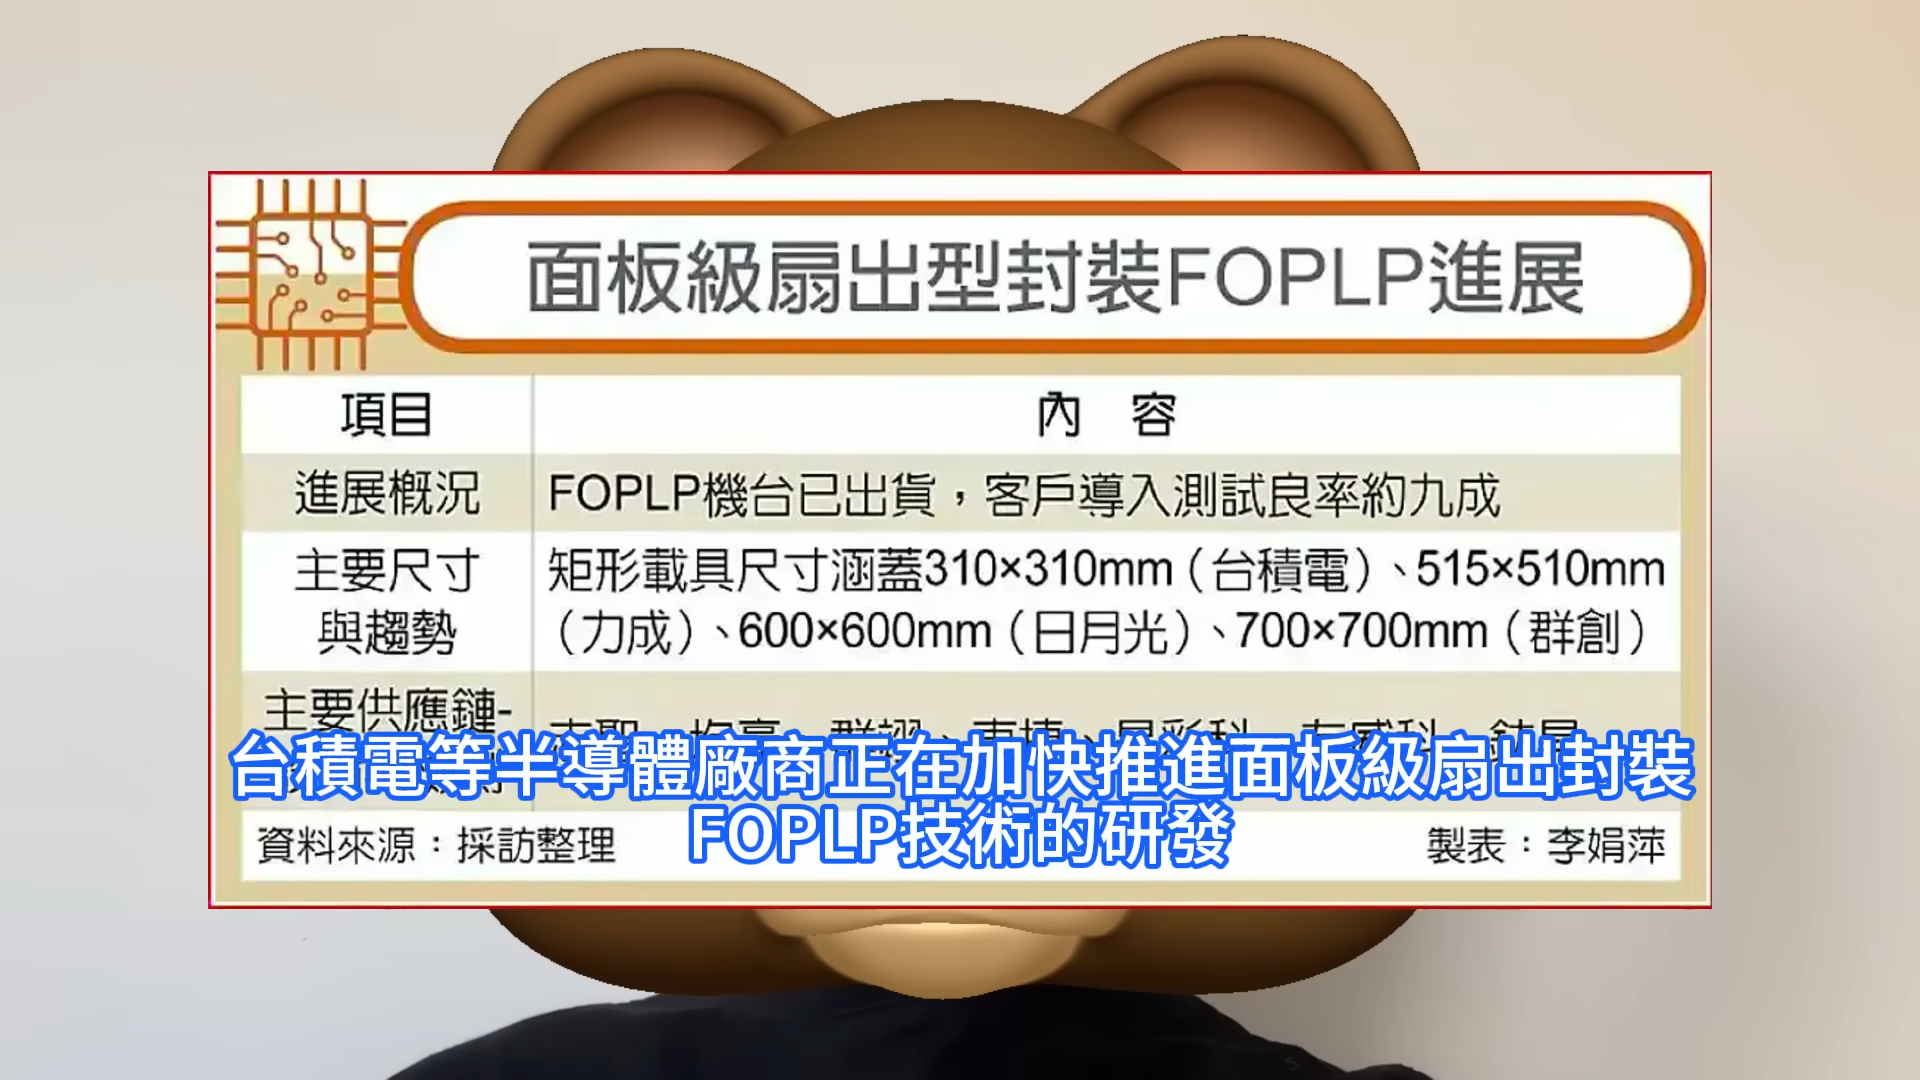 面板級扇出型封裝FOPLP進展
項目
內 容
進展概況
FOPLP機台已出貨，客戶導入測試良率約九成
主要尺寸
與趨勢
矩形載具尺寸涵蓋310×310mm（台積電）、515×510mm
（力成）、600×600mm（日月光）、700×700mm（群創）
主要供應鏈-
台積電等半導體廠商正在加快推進面板級扇出封裝
FOPLP技術的研發
資料來源：採訪整理
製表：李娟萍